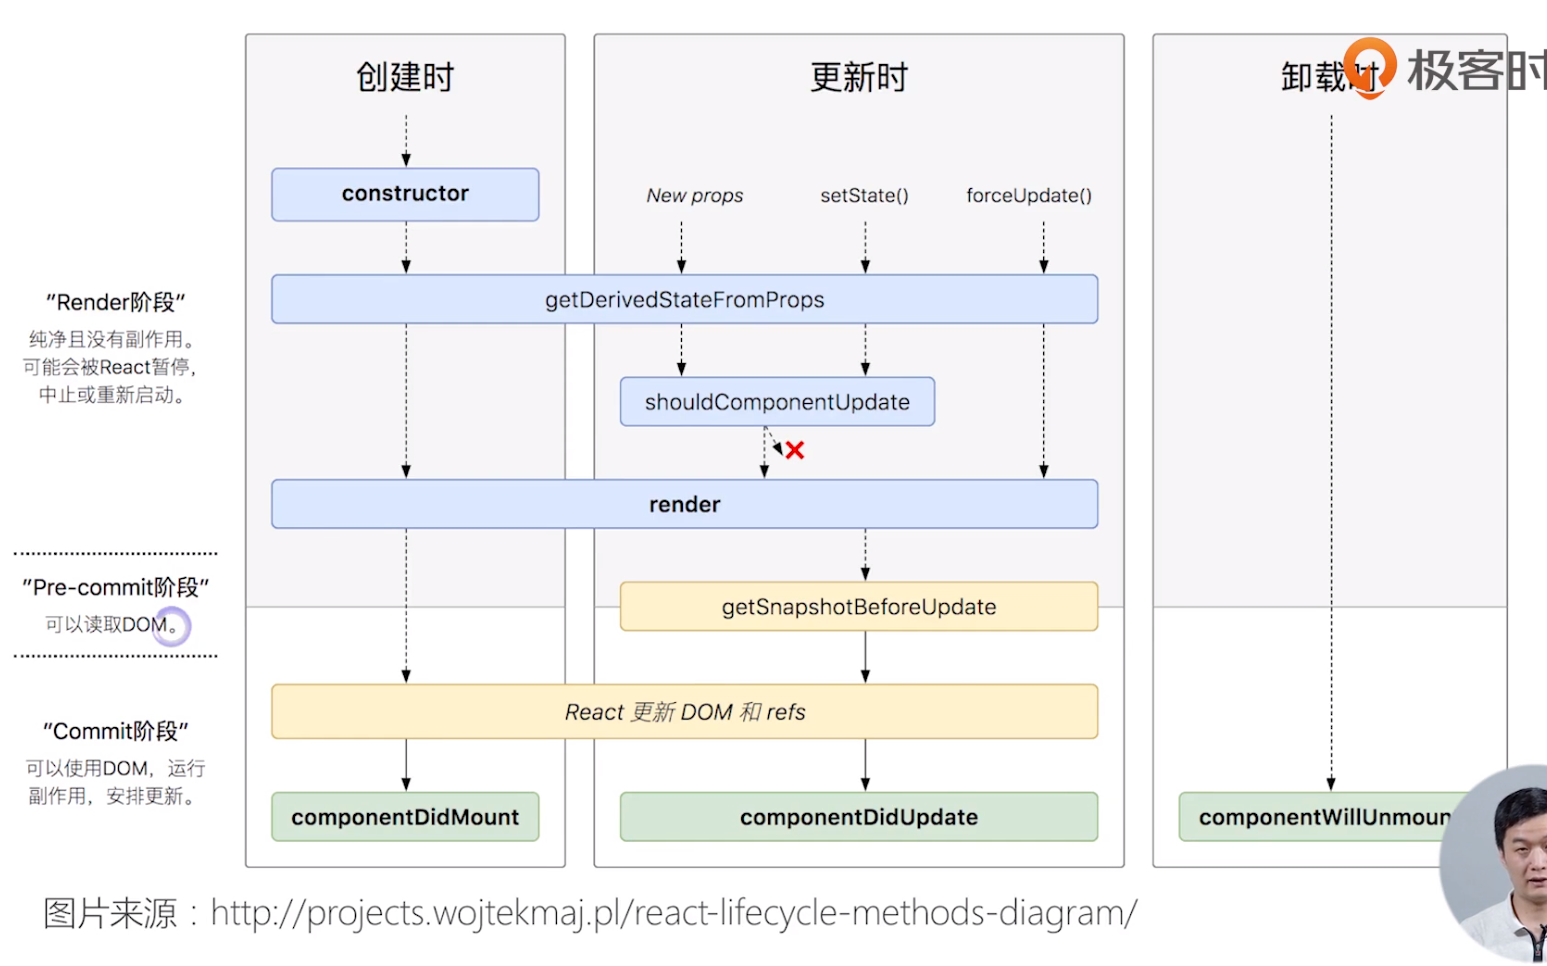 创建时
更新时
卸载时
极客时
constructor
New props
setState()
forceUpdate()
"Render阶段"
纯净且没有副作用。
可能会被React暂停，
中止或重新启动。
getDerivedStateFromProps
shouldComponentUpdate
render
"Pre-commit阶段"
可以读取DOM。
getSnapshotBeforeUpdate
"Commit阶段"
可以使用DOM，运行
副作用，安排更新。
React 更新 DOM 和 refs
componentDidMount
componentDidUpdate
componentWillUnmoun
图片来源：http://projects.wojtekmaj.pl/react-lifecycle-methods-diagram/